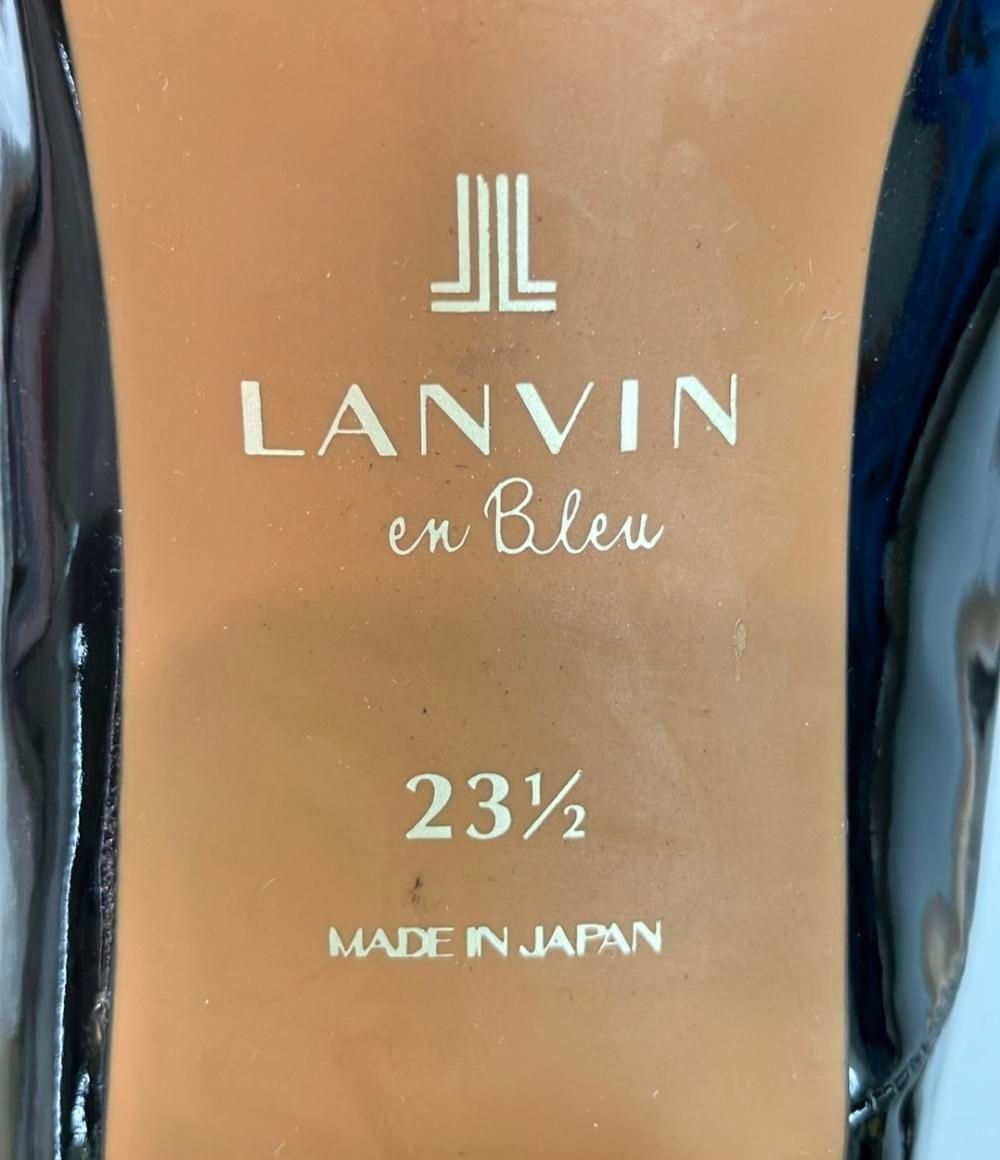 LANVIN
en Bleu
23½
MADE IN JAPAN